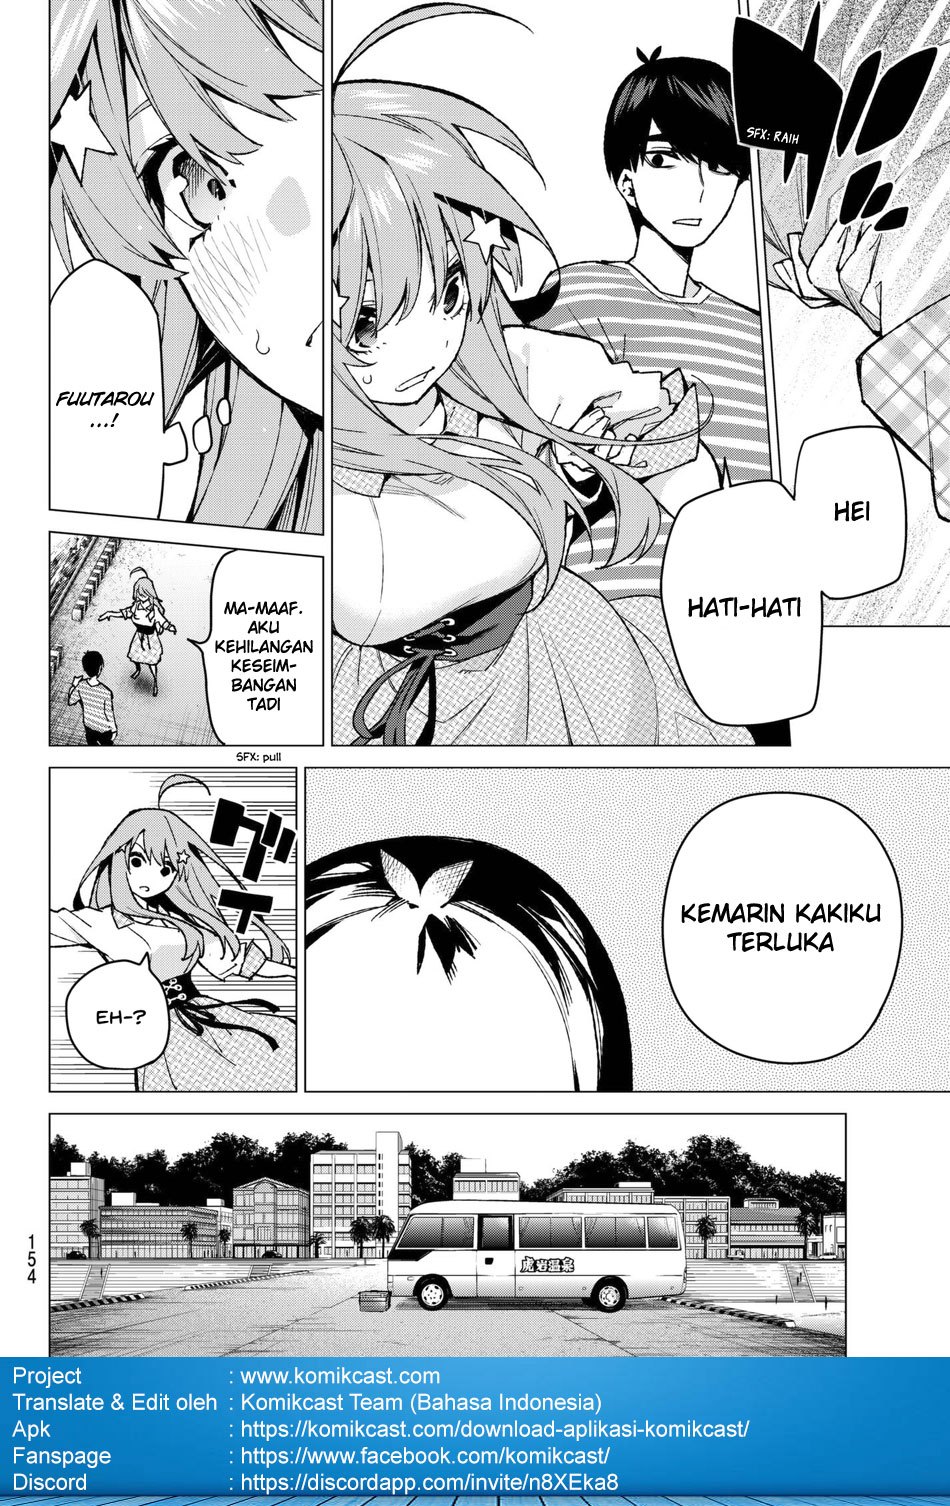 SFX: RAIH
HEI
HATI-HATI
FUUTAROU
...!
MA-MAAF.
AKU
KEHILANGAN
KESEIM-
BANGAN
TADI
KEMARIN KAKIKU
TERLUKA
SFX: pull
グイ
EH-?
虎岩温泉
154
Project : www.komikcast.com
Translate & Edit oleh : Komikcast Team (Bahasa Indonesia)
Apk : https://komikcast.com/download-aplikasi-komikcast/
Fanspage : https://www.facebook.com/komikcast/
Discord : https://discordapp.com/invite/n8XEka8